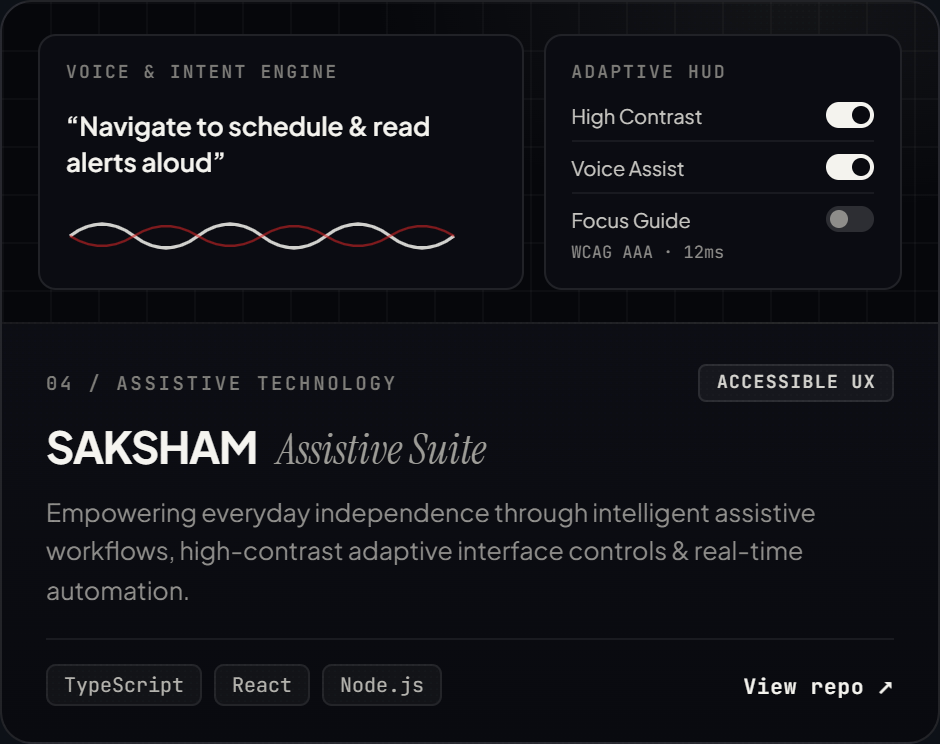 VOICE & INTENT ENGINE
“Navigate to schedule & read
alerts aloud”
ADAPTIVE HUD
High Contrast
Voice Assist
Focus Guide
WCAG AAA · 12ms
04 / ASSISTIVE TECHNOLOGY
ACCESSIBLE UX
SAKSHAM Assistive Suite
Empowering everyday independence through intelligent assistive
workflows, high-contrast adaptive interface controls & real-time
automation.
TypeScript React Node.js
View repo ↗